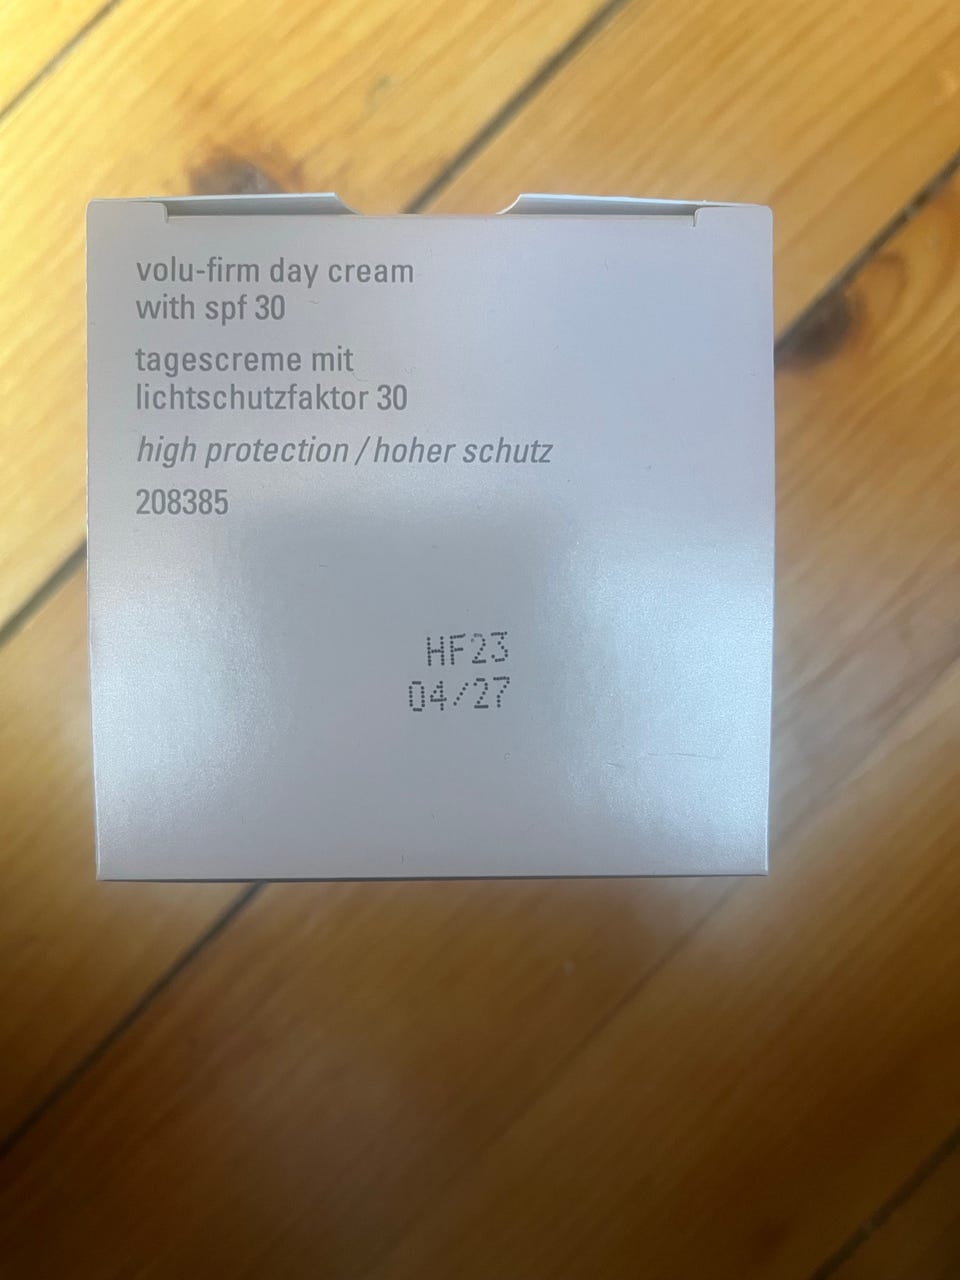 volu-firm day cream
with spf 30
tagescreme mit
lichtschutzfaktor 30
high protection / hoher schutz
208385
HF23
04/27